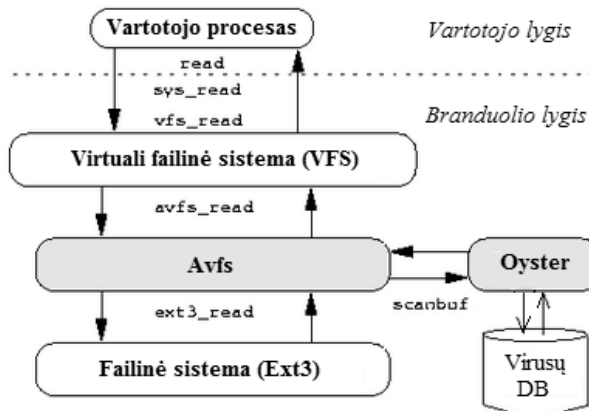 Vartotojo procesas
Vartotojo lygis
read
sys_read
Branduolio lygis
vfs_read
Virtuali failinė sistema (VFS)
avfs_read
Avfs
Oyster
ext3_read
scanbuf
Failinė sistema (Ext3)
Virusų
DB